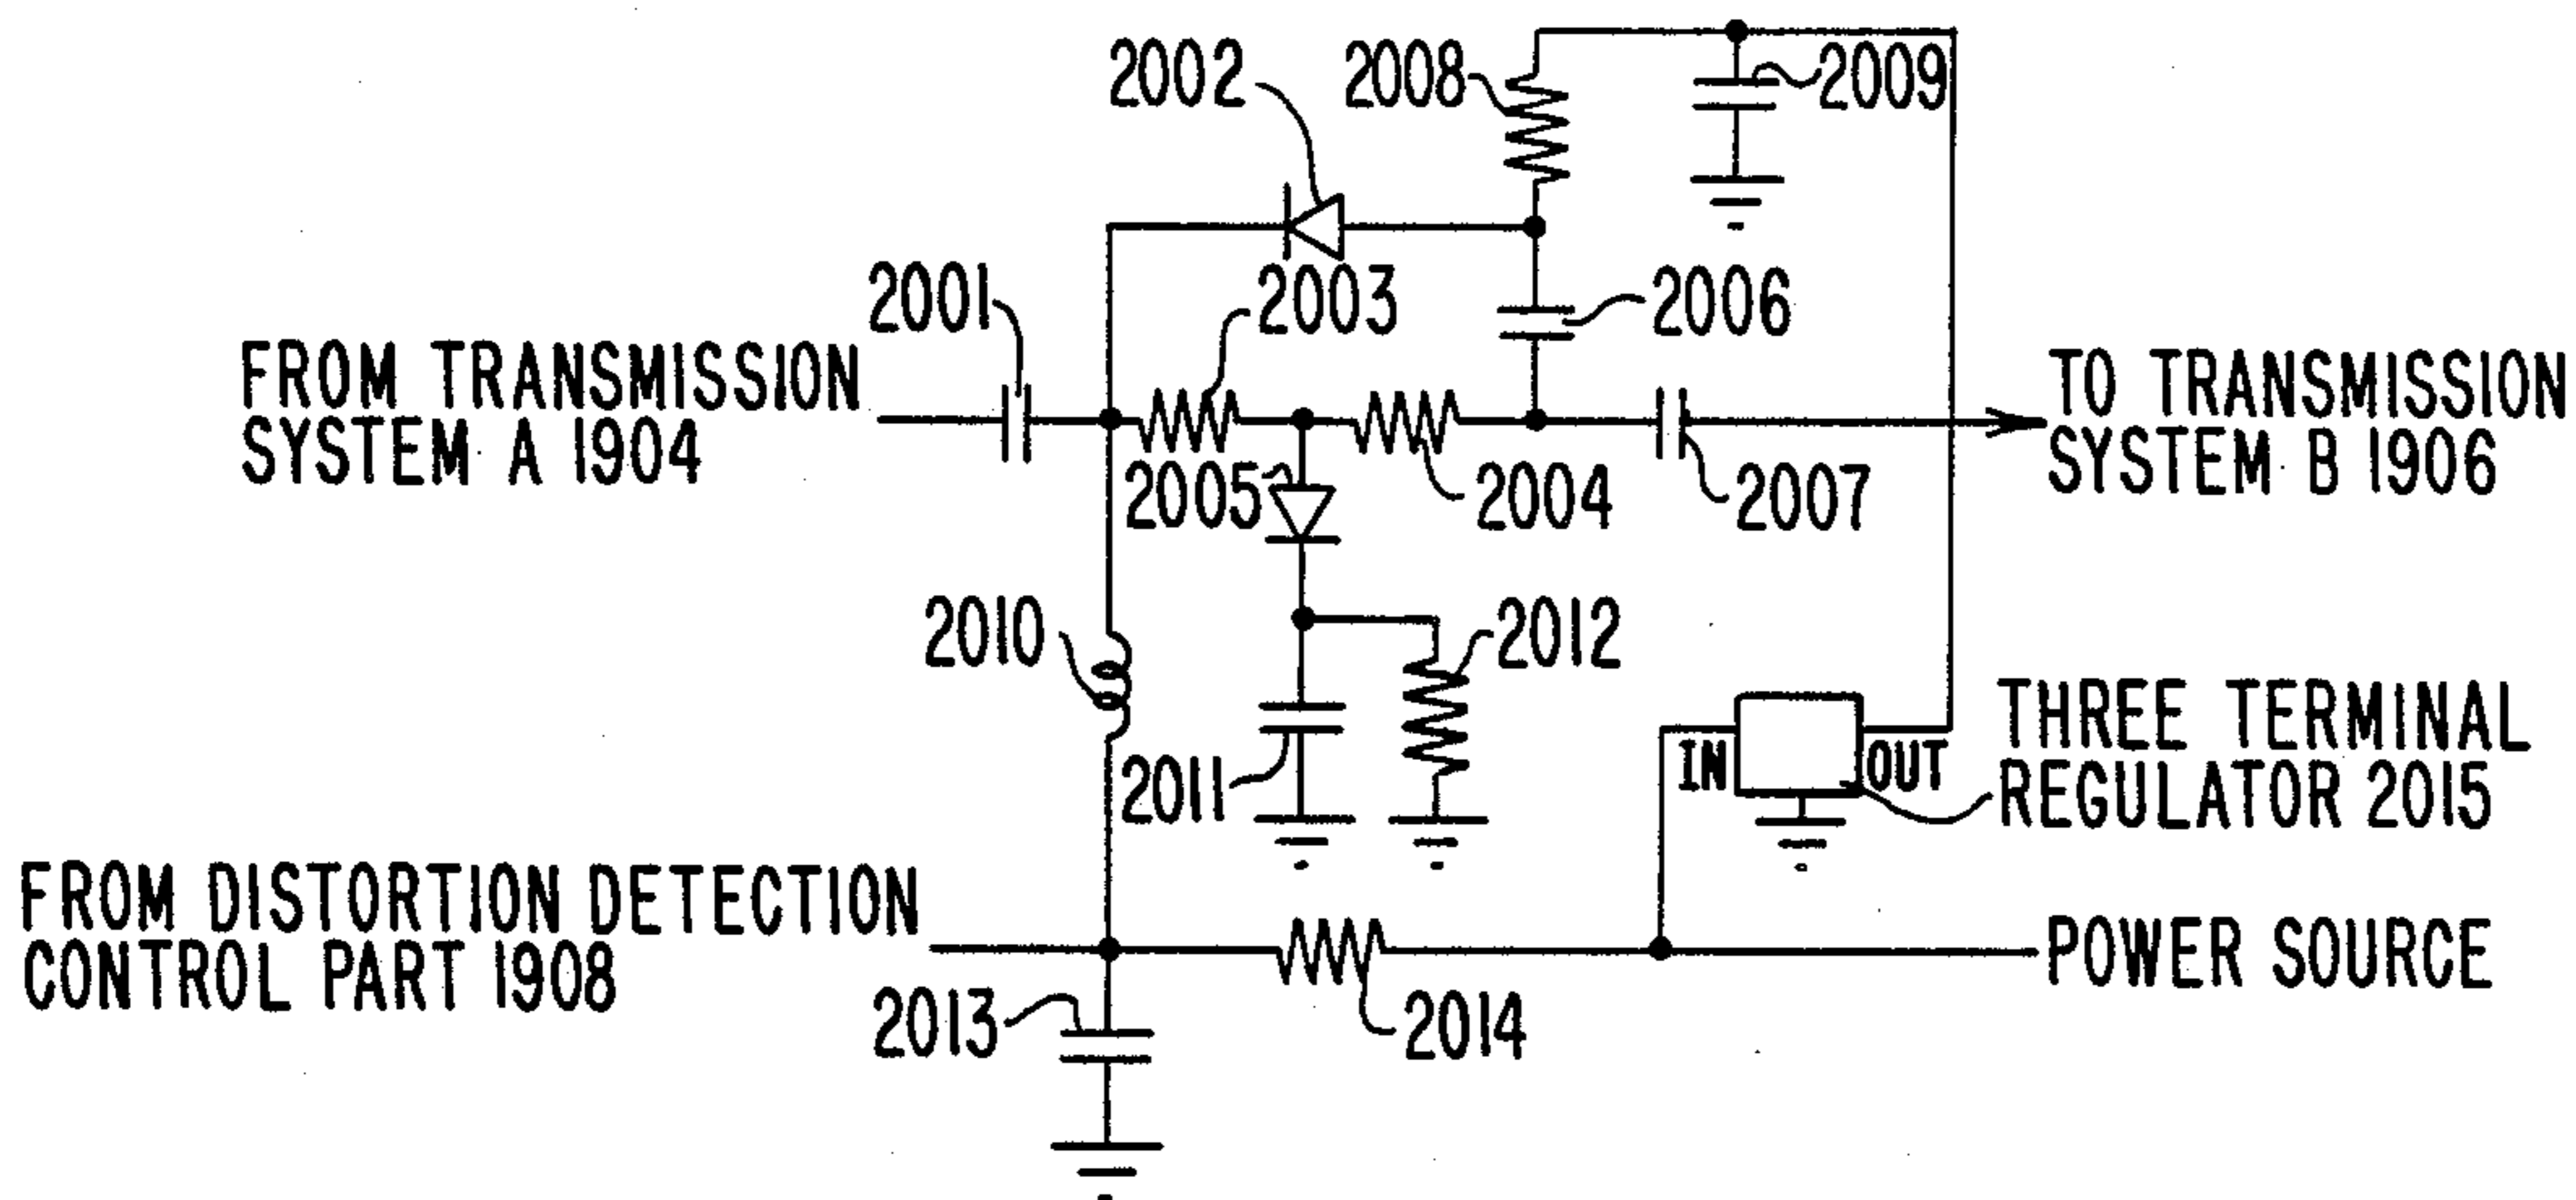 2002
2008
2009
2001
2003
2006
FROM TRANSMISSION
SYSTEM A 1904
TO TRANSMISSION
SYSTEM B 1906
2005
2004
2007
2010
2012
2011
IN
OUT
THREE TERMINAL
REGULATOR 2015
FROM DISTORTION DETECTION
CONTROL PART 1908
POWER SOURCE
2013
2014